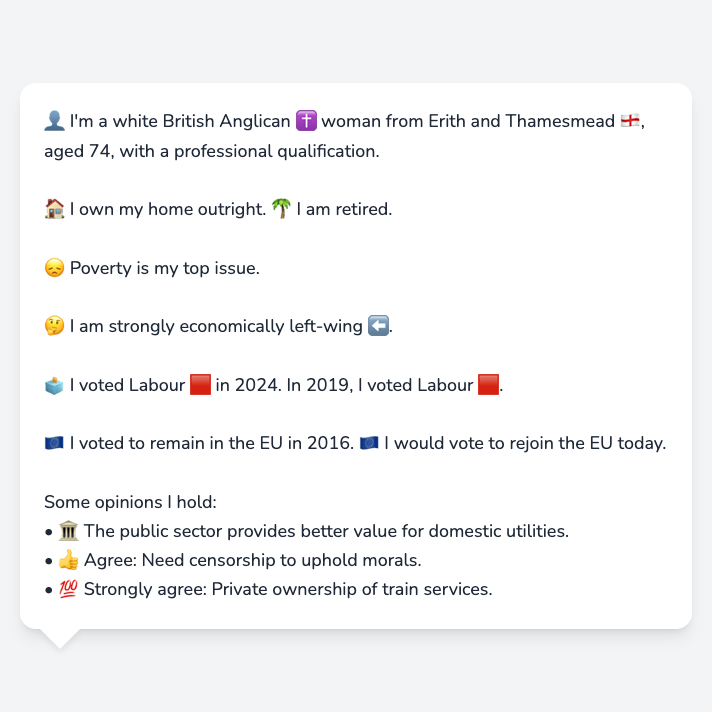 👤 I'm a white British Anglican ✝️ woman from Erith and Thamesmead 🏴󠁧󠁢󠁥󠁮󠁧󠁿,
aged 74, with a professional qualification.
🏠 I own my home outright. 🌴 I am retired.
😞 Poverty is my top issue.
🤔 I am strongly economically left-wing ⬅️.
🗳️ I voted Labour 🟥 in 2024. In 2019, I voted Labour 🟥.
🇪🇺 I voted to remain in the EU in 2016. 🇪🇺 I would vote to rejoin the EU today.
Some opinions I hold:
• 🏛️ The public sector provides better value for domestic utilities.
• 👍 Agree: Need censorship to uphold morals.
• 💯 Strongly agree: Private ownership of train services.